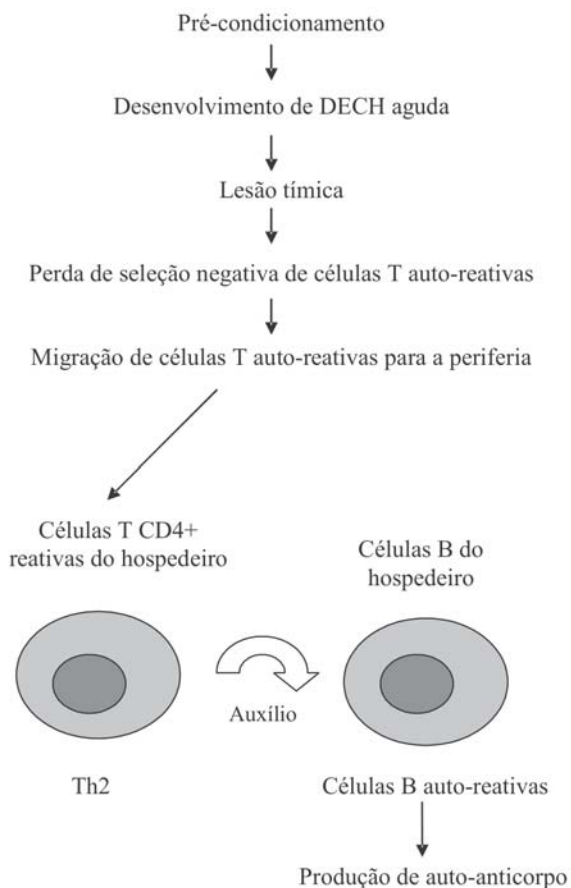 Pré-condicionamento
Desenvolvimento de DECH aguda
Lesão tímica
Perda de seleção negativa de células T auto-reativas
Migração de células T auto-reativas para a periferia
Células T CD4+
reativas do hospedeiro
Células B do
hospedeiro
Auxílio
Th2
Células B auto-reativas
Produção de auto-anticorpo